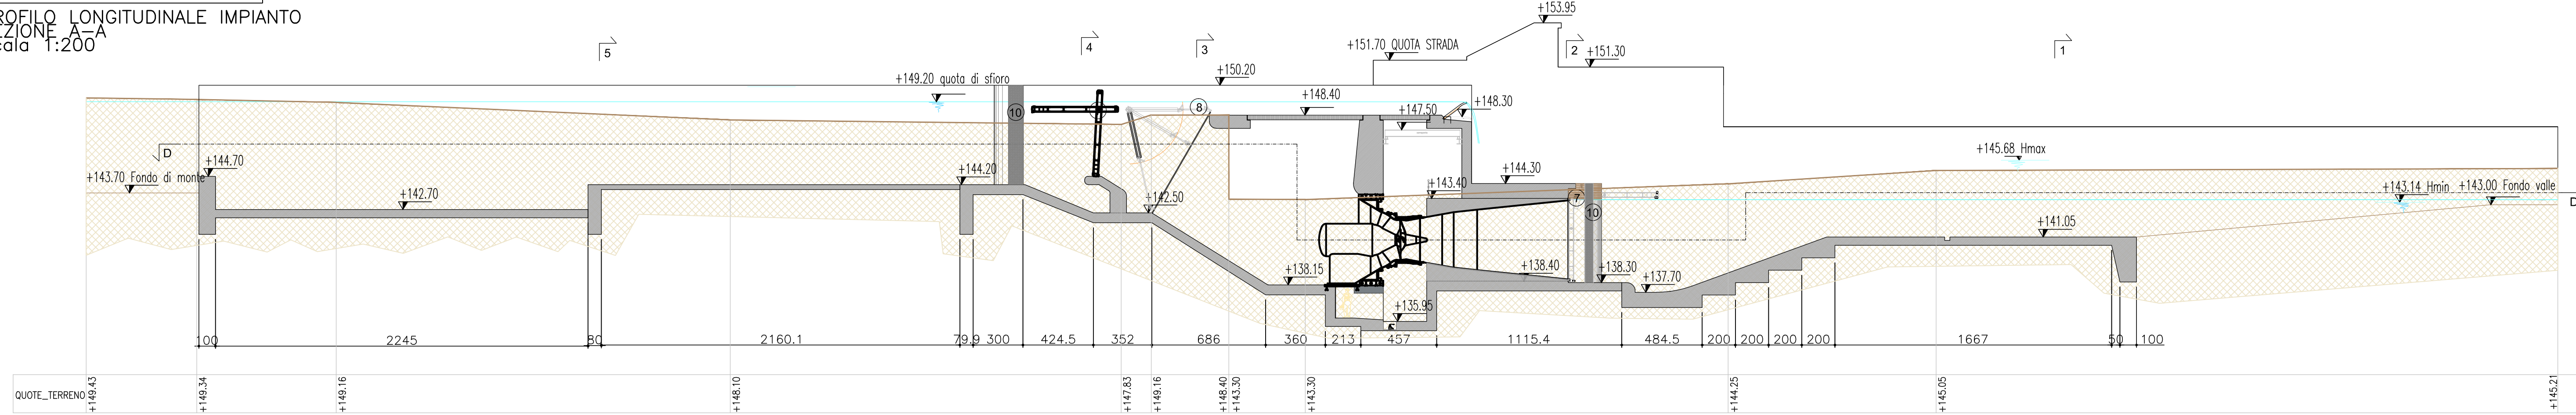 ROFILO LONGITUDINALE IMPIANTO
ZIONE A-A
cala 1:200
+153.95
5
4
3
+151.70 QUOTA STRADA
2
+151.30
1
+149.20 quota di sfioro
+150.20
10
8
+148.40
+147.50
+148.30
D
+145.68 Hmax
+144.70
+143.70 Fondo di monte
+144.20
+144.30
+143.40
+143.14 Hmin
+143.00 Fondo valle
7
D
+142.70
+142.50
10
+141.05
+138.15
+138.40
+138.30
+137.70
+135.95
100 2245 80 2160.1 79.9 300 424.5 352 686 360 213 457 1115.4 484.5 200 200 200 200 1667 50 100
QUOTE_TERRENO +149.43 +149.34 +149.16 +148.10 +147.83 +149.16 +148.40 +143.30 +143.30 +144.25 +145.05 +145.21